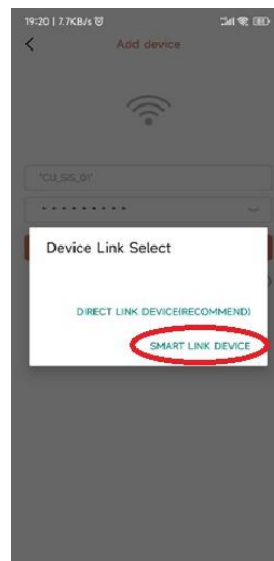 19:20 | 7.7KB/s
Add device
"CU_SIS_01"
Device Link Select
DIRECT LINK DEVICE(RECOMMEND)
SMART LINK DEVICE